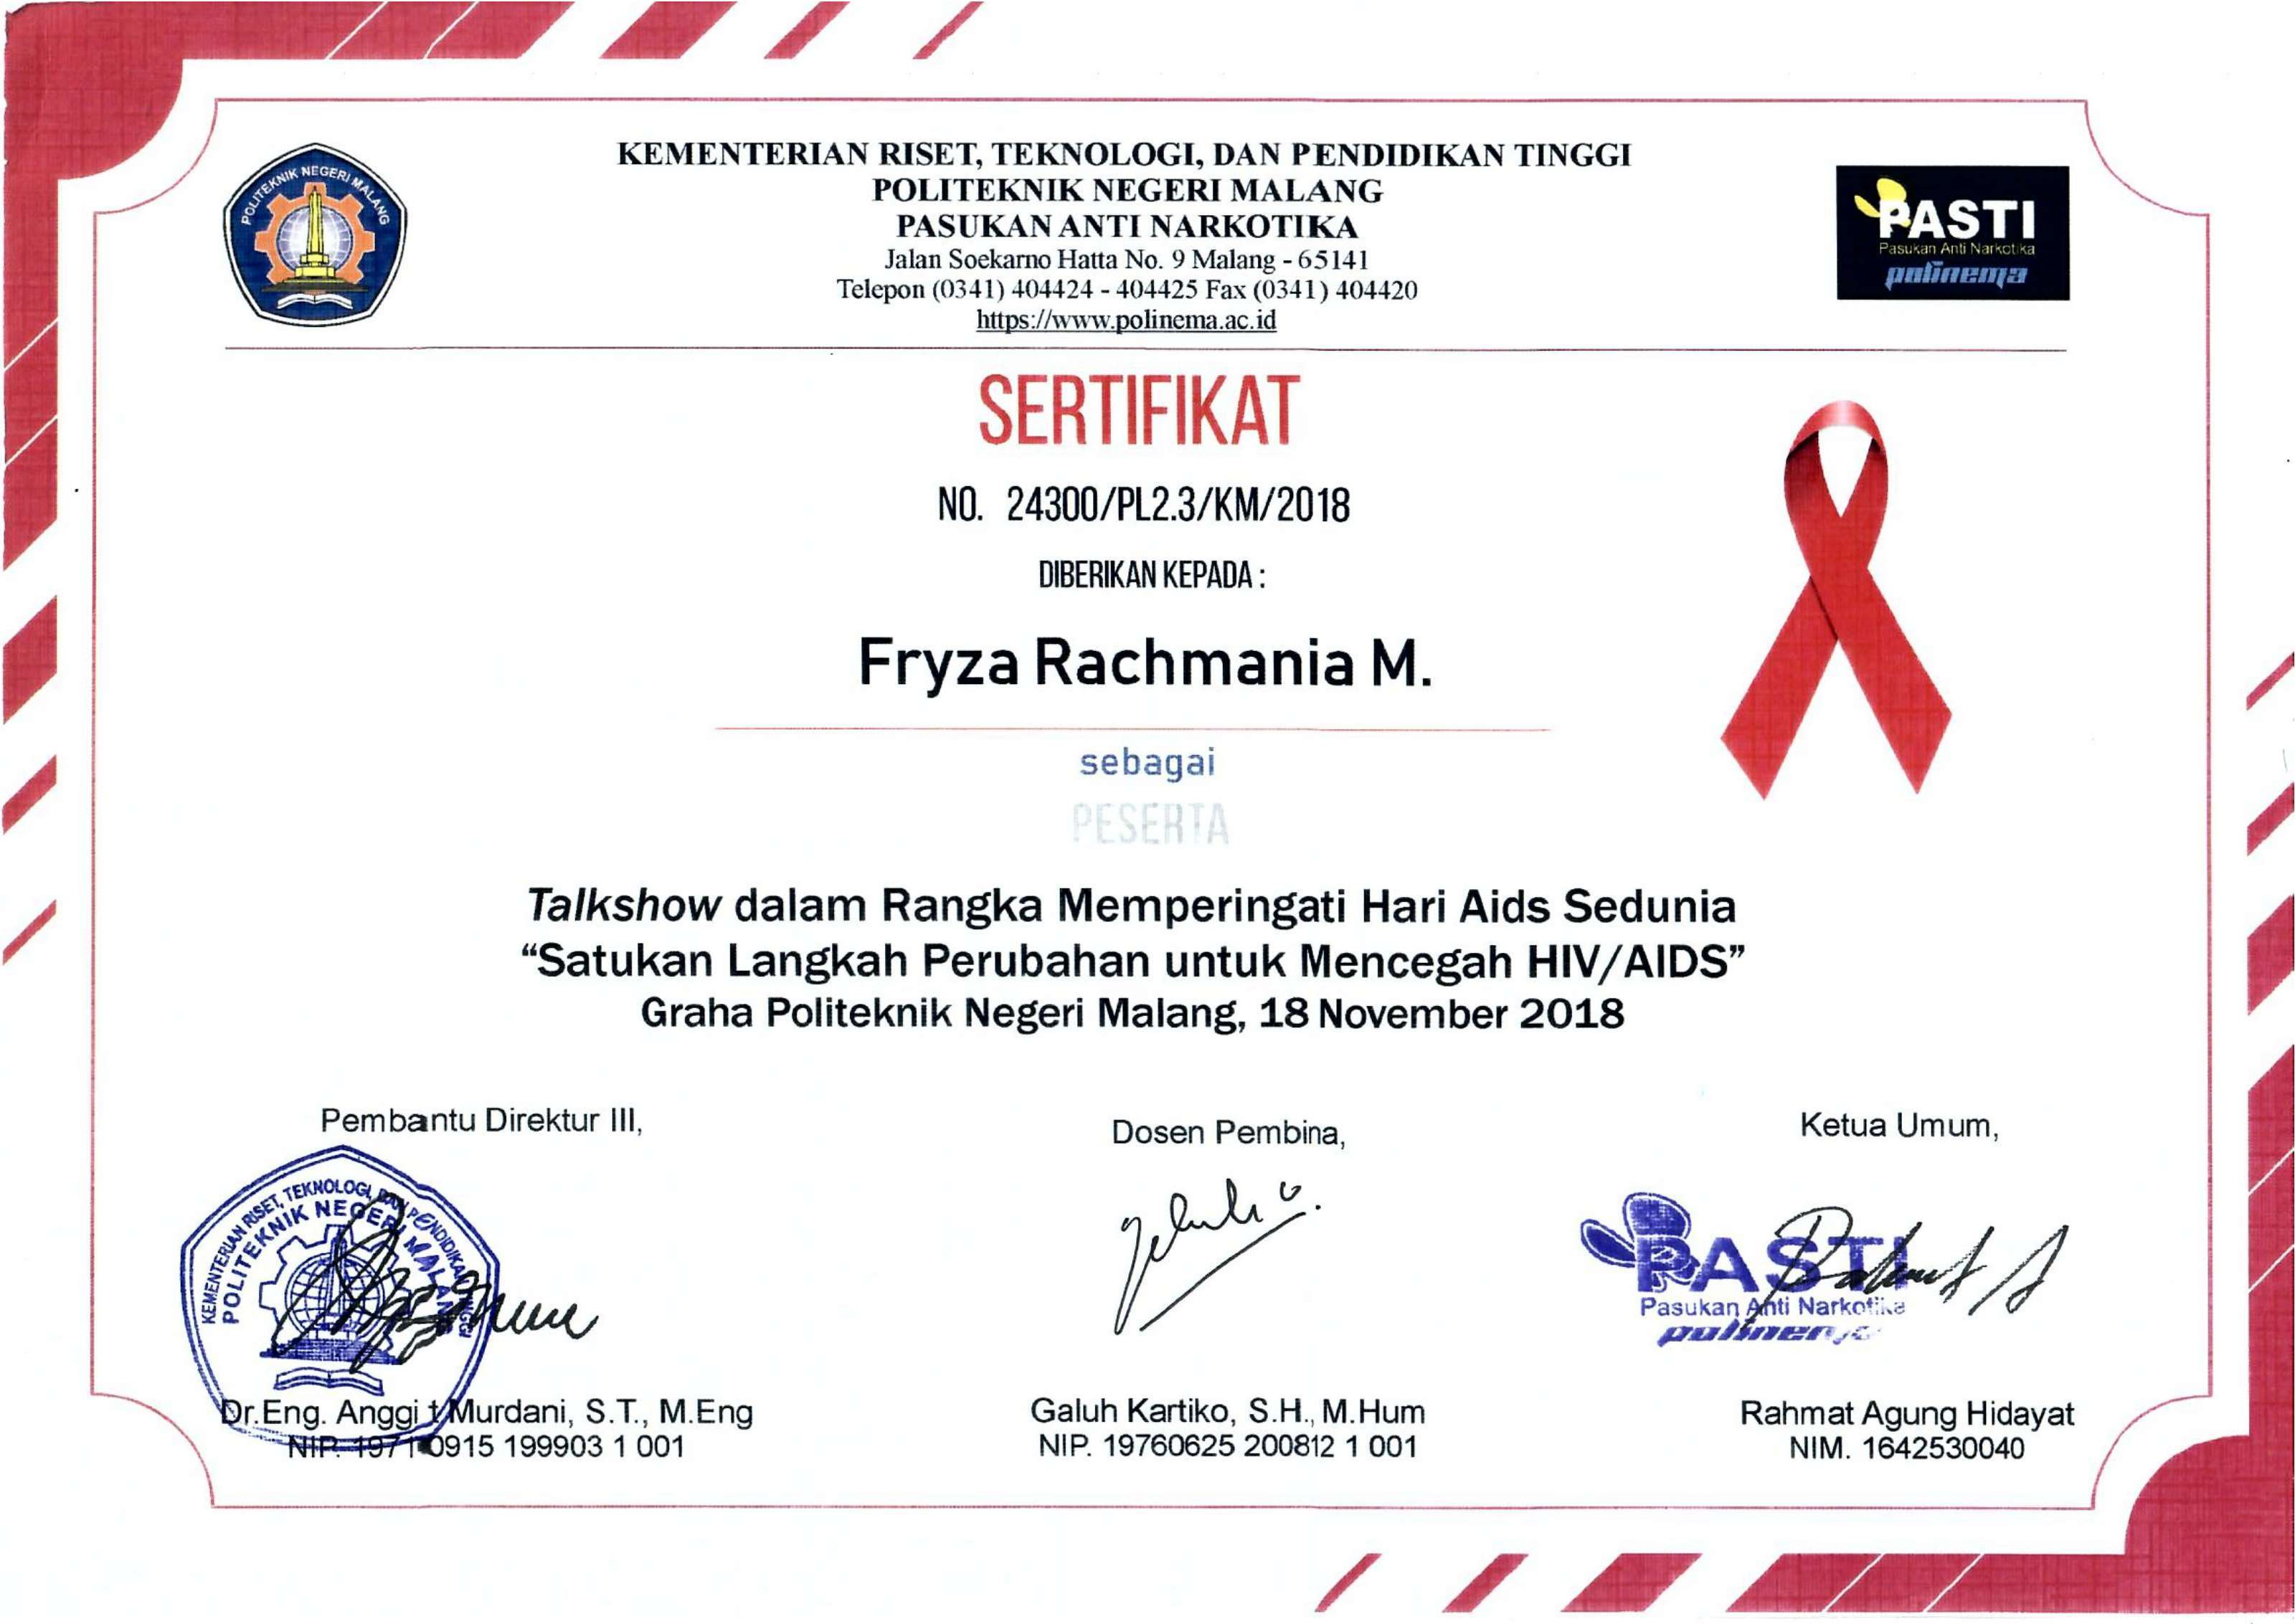 KEMENTERIAN RISET, TEKNOLOGI, DAN PENDIDIKAN TINGGI
POLITEKNIK NEGERI MALANG
PASUKAN ANTI NARKOTIKA
Jalan Soekarno Hatta No. 9 Malang - 65141
Telepon (0341) 404424 - 404425 Fax (0341) 404420
https://www.polinema.ac.id
POLITEKNIK NEGERI MALANG
PASTI
Pasukan Anti Narkotika
polinema
SERTIFIKAT
NO. 24300/PL2.3/KM/2018
DIBERIKAN KEPADA :
Fryza Rachmania M.
sebagai
PESERTA
Talkshow dalam Rangka Memperingati Hari Aids Sedunia
“Satukan Langkah Perubahan untuk Mencegah HIV/AIDS”
Graha Politeknik Negeri Malang, 18 November 2018
Pembantu Direktur III,
KEMENTERIAN RISET, TEKNOLOGI, DAN PENDIDIKAN TINGGI
POLITEKNIK NEGERI MALANG
Dr.Eng. Anggi t Murdani, S.T., M.Eng
NIP. 19710915 199903 1 001
Dosen Pembina,
Galuh Kartiko, S.H., M.Hum
NIP. 19760625 200812 1 001
Ketua Umum,
PASTI
Pasukan Anti Narkotika
polinema
Rahmat Agung Hidayat
NIM. 1642530040